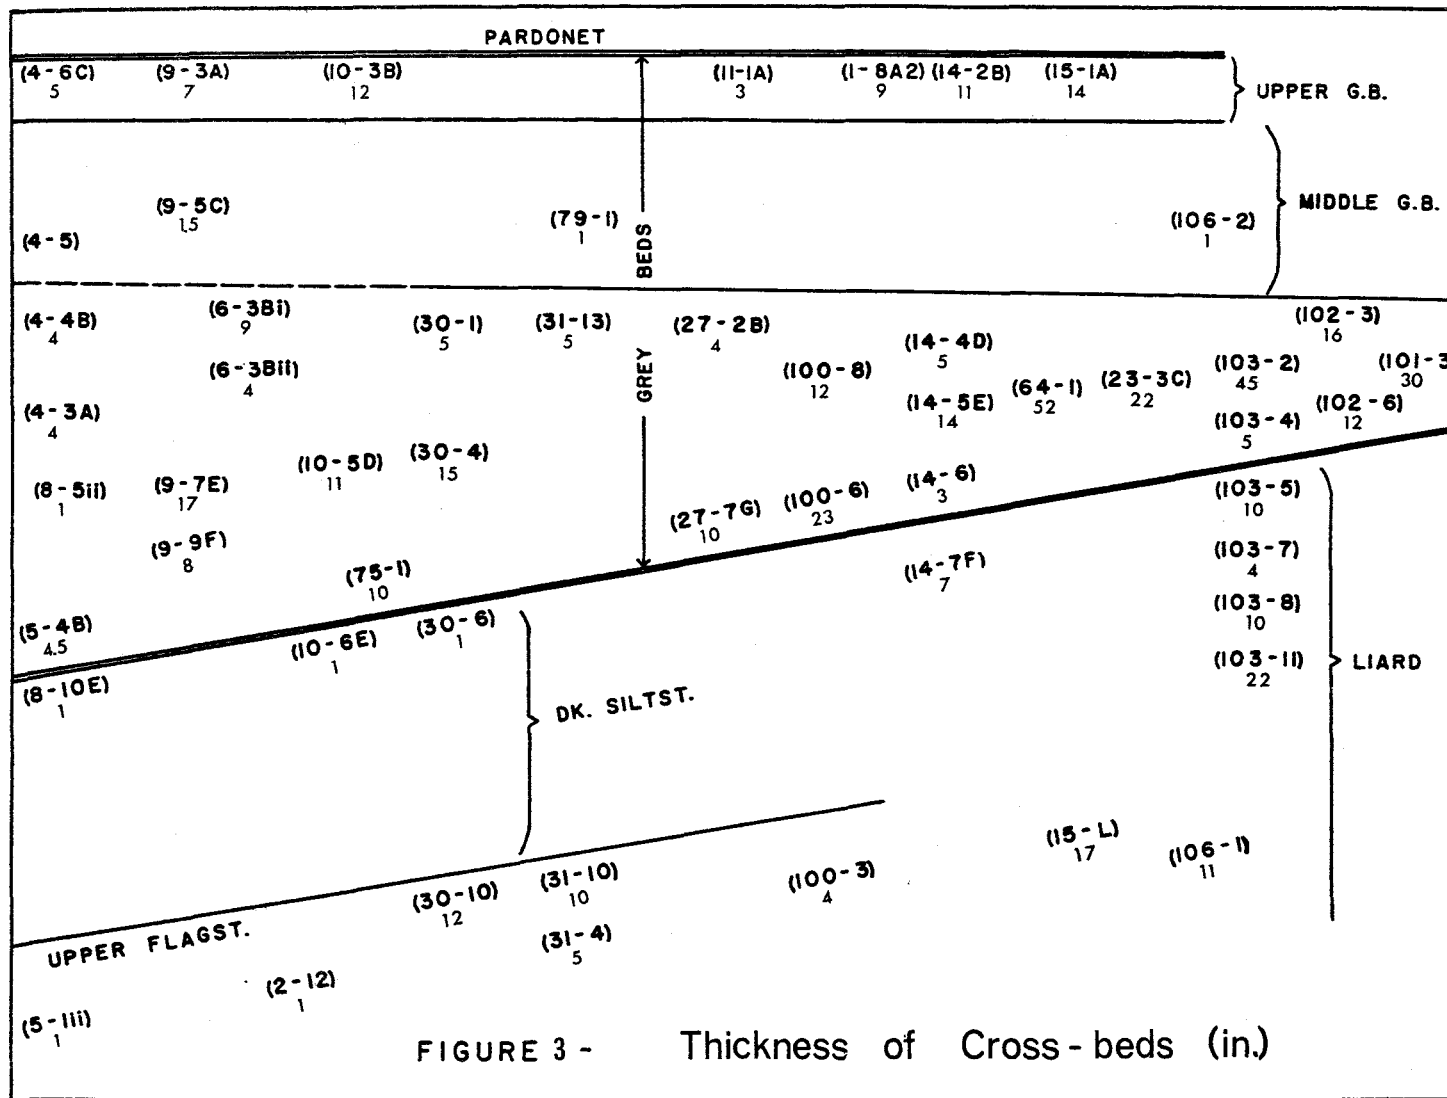 PARDONET
(4-6C) (9-3A) (10-3B) (11-1A) (1-8A2) (14-2B) (15-1A)
5 7 12 3 9 11 14
UPPER G.B.
(9-5C) (79-1) (106-2) MIDDLE G.B.
1.5 1 1
(4-5)
BEDS
(4-4B) (6-3Bi) (30-1) (31-13) (27-2B) (102-3)
4 9 5 5 4 16
(14-4D)
5
(6-3Bii) (100-8) (64-1) (23-3C) (103-2) (101-3
4 12 52 22 45 30
GREY
(4-3A) (14-5E) (103-4) (102-6)
4 14 5 12
(10-5D) (30-4)
11 15
(8-5ii) (9-7E) (14-6) (103-5)
1 17 3 10
(27-7G) (100-6)
10 23
(9-9F) (14-7F) (103-7)
8 7 4
(75-1) (103-8)
10 10
(5-4B) (10-6E) (30-6)
4.5 1 1
(103-11) LIARD
22
(8-10E)
1
DK. SILTST.
(15-L) (106-1)
17 11
(30-10) (31-10) (100-3)
12 10 4
UPPER FLAGST.
(31-4)
5
(2-12)
1
(5-11i)
1
FIGURE 3 - Thickness of Cross-beds (in.)